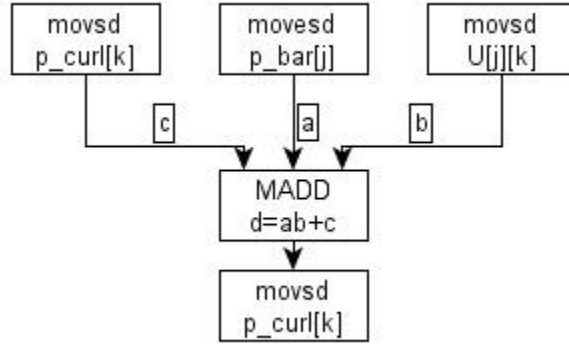 movsd
p_curl[k]
movesd
p_bar[j]
movsd
U[j][k]
c
a
b
MADD
d=ab+c
movsd
p_curl[k]